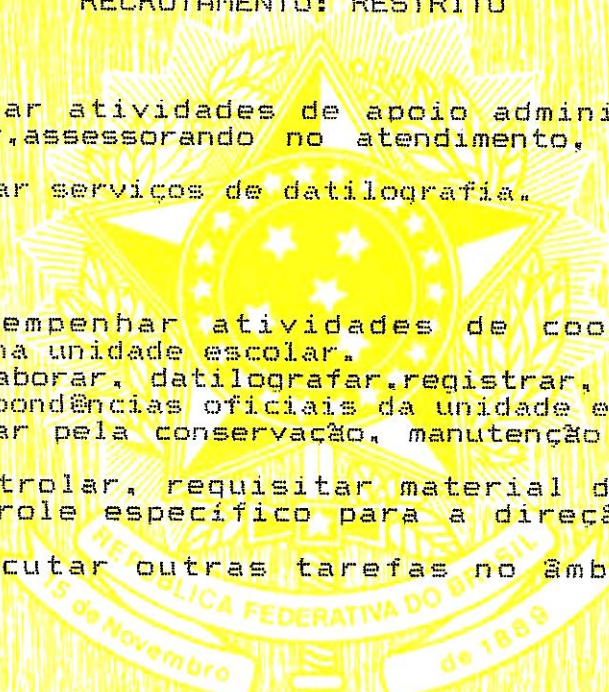 RECRUTAMENTO: RESTRITO
ar atividades de apoio admini
r,assessorando no atendimento,
ar serviços de datilografia.
empenhar atividades de coo
na unidade escolar.
aborar, datilografar,registrar,
pondências oficiais da unidade e
ar pela conservação, manutenção
trolar, requisitar material d
role específico para a direçã
cutar outras tarefas no âmb
REPÚBLICA FEDERATIVA DO BRASIL
15 de Novembro
de 1889